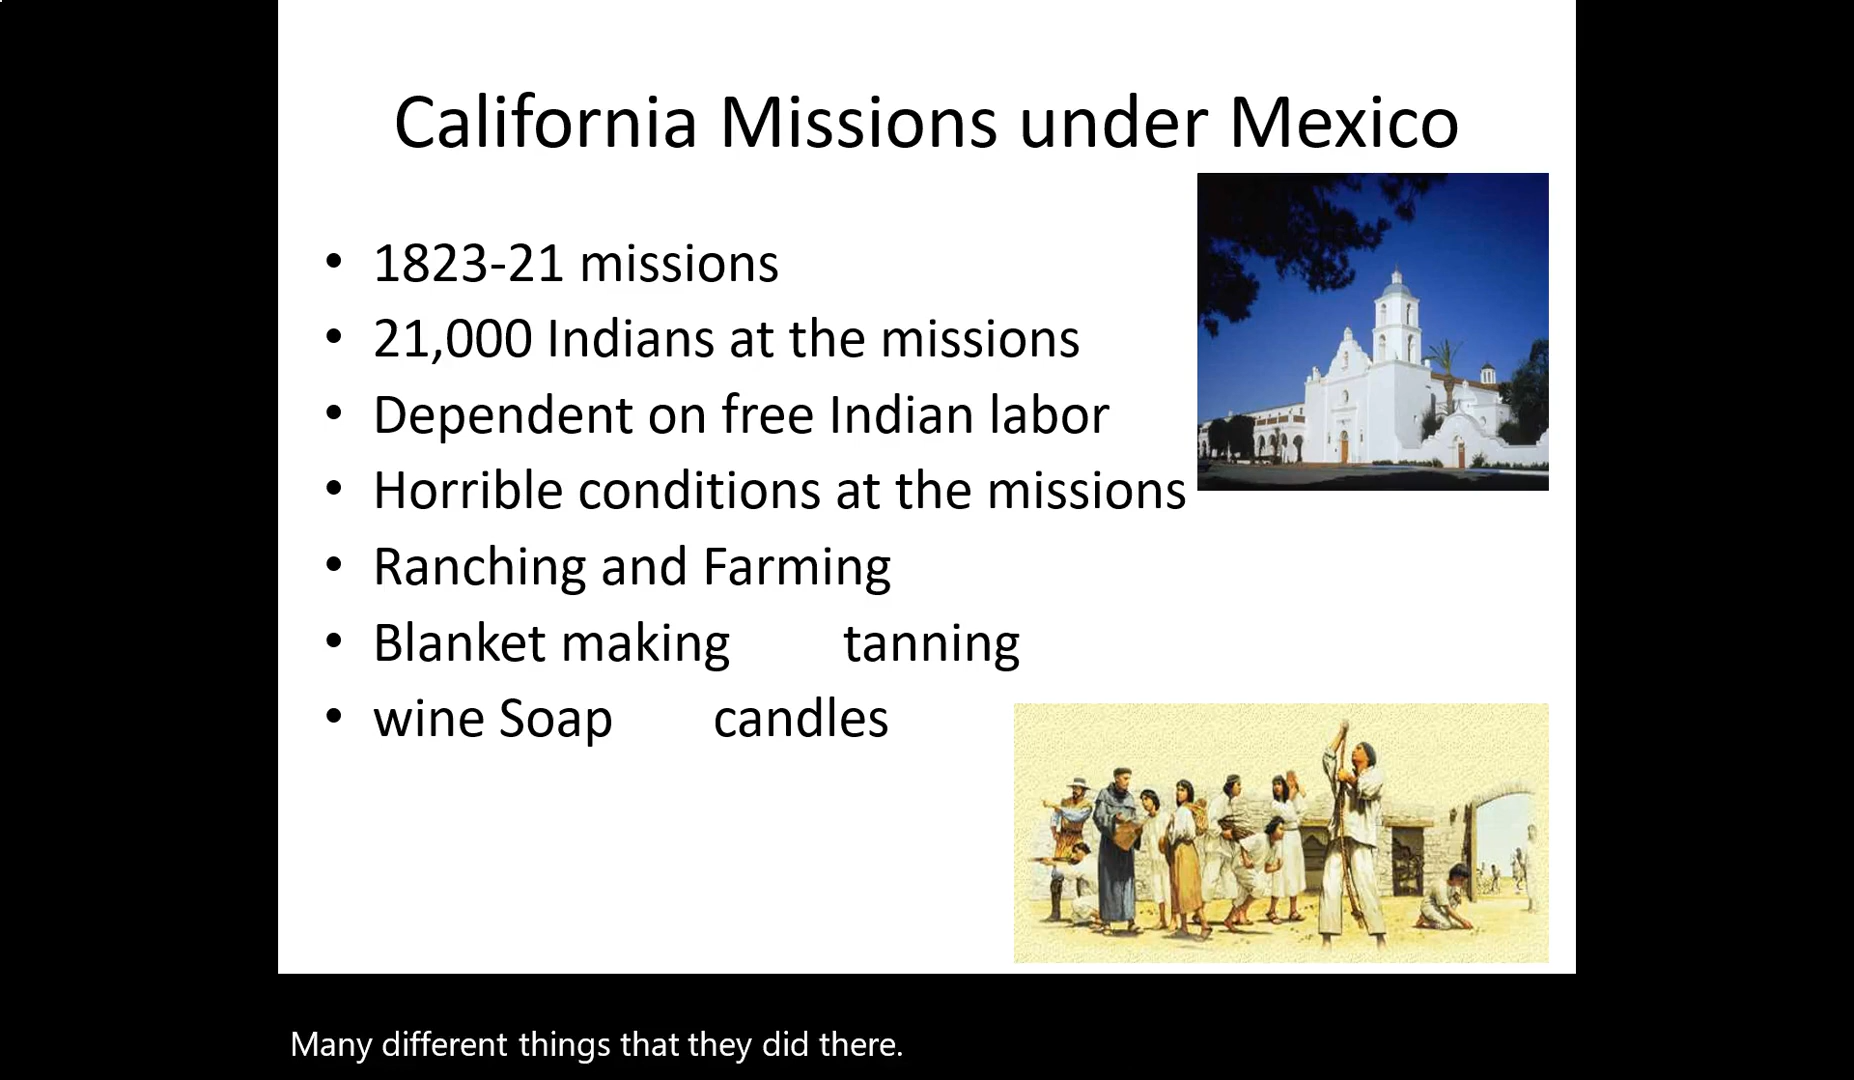 California Missions under Mexico
• 1823-21 missions
• 21,000 Indians at the missions
• Dependent on free Indian labor
• Horrible conditions at the missions
• Ranching and Farming
• Blanket making tanning
• wine Soap candles
Many different things that they did there.